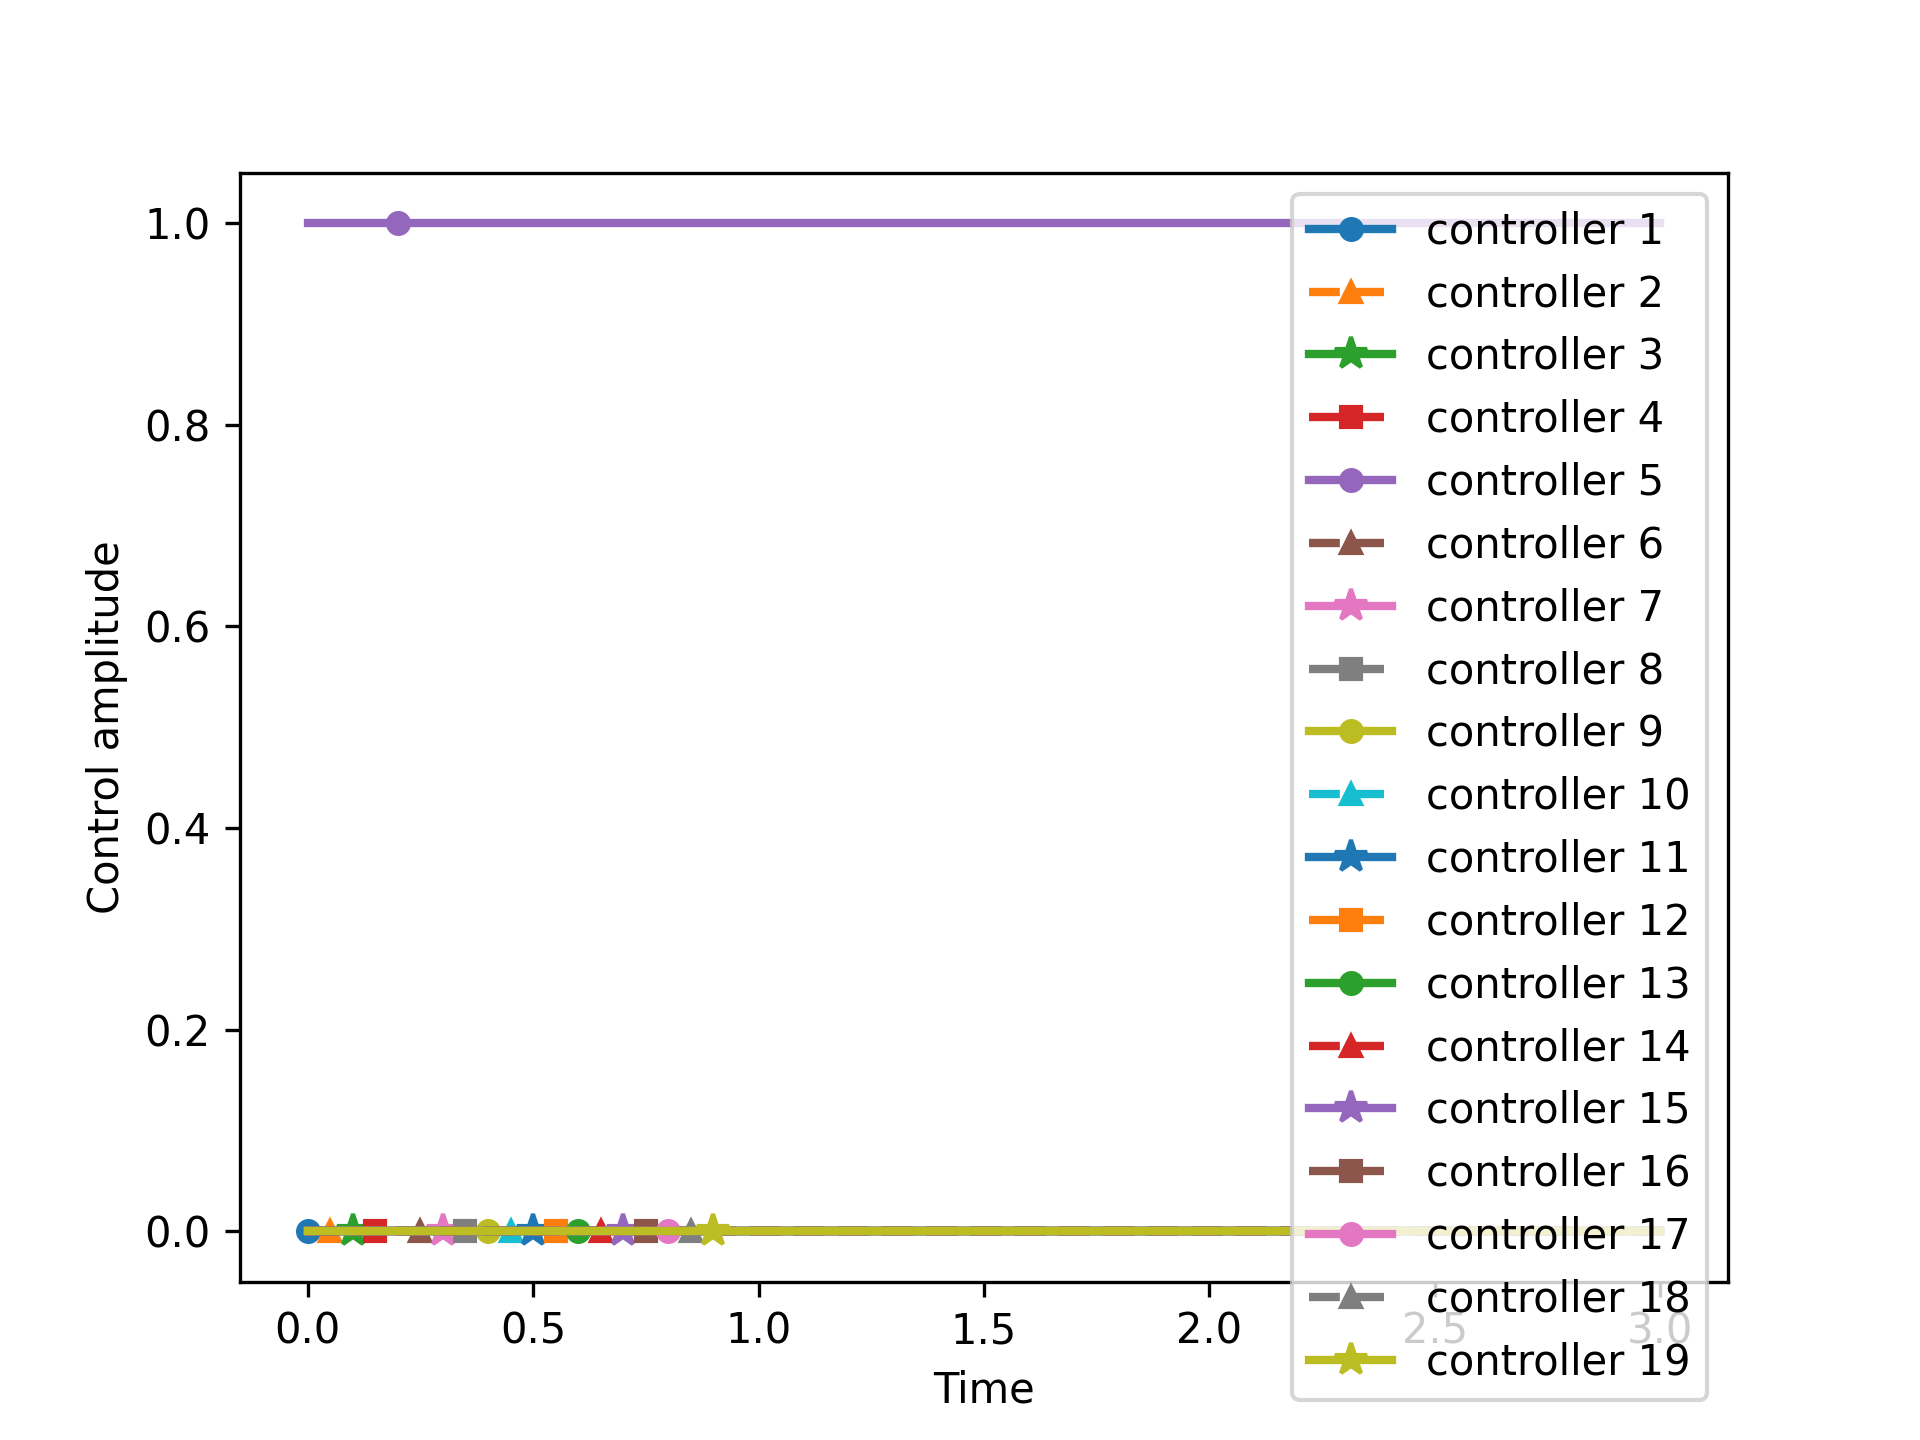 1.0
0.8
0.6
0.4
0.2
0.0
Control amplitude
0.0 0.5 1.0 1.5 2.0 2.5 3.0
Time
controller 1
controller 2
controller 3
controller 4
controller 5
controller 6
controller 7
controller 8
controller 9
controller 10
controller 11
controller 12
controller 13
controller 14
controller 15
controller 16
controller 17
controller 18
controller 19